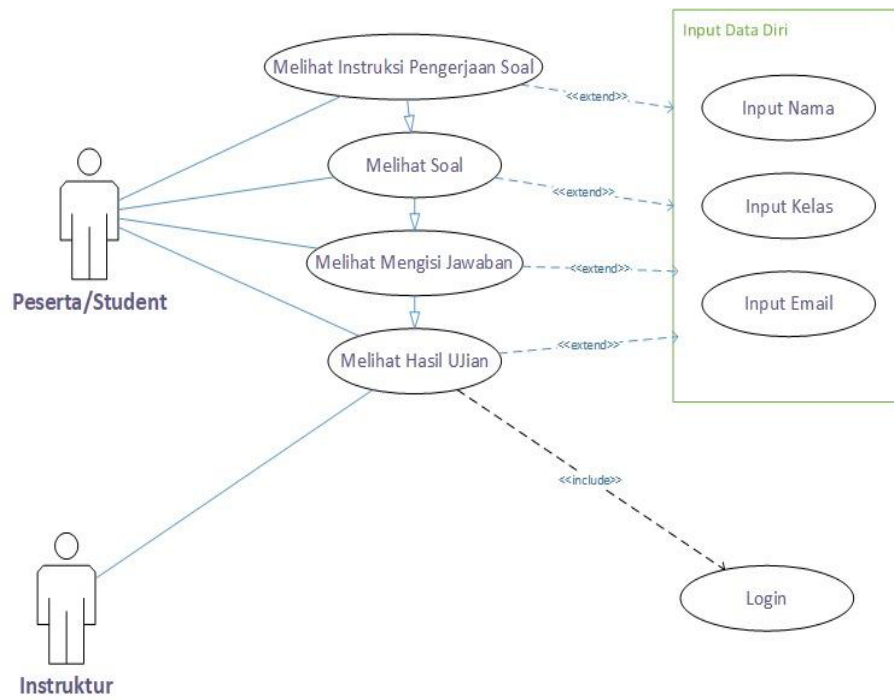 Input Data Diri
Melihat Instruksi Pengerjaan Soal
<<extend>>
Input Nama
Melihat Soal
<<extend>>
Input Kelas
Peserta/Student
Melihat Mengisi Jawaban
<<extend>>
Input Email
Melihat Hasil UJian
<<extend>>
<<include>>
Login
Instruktur